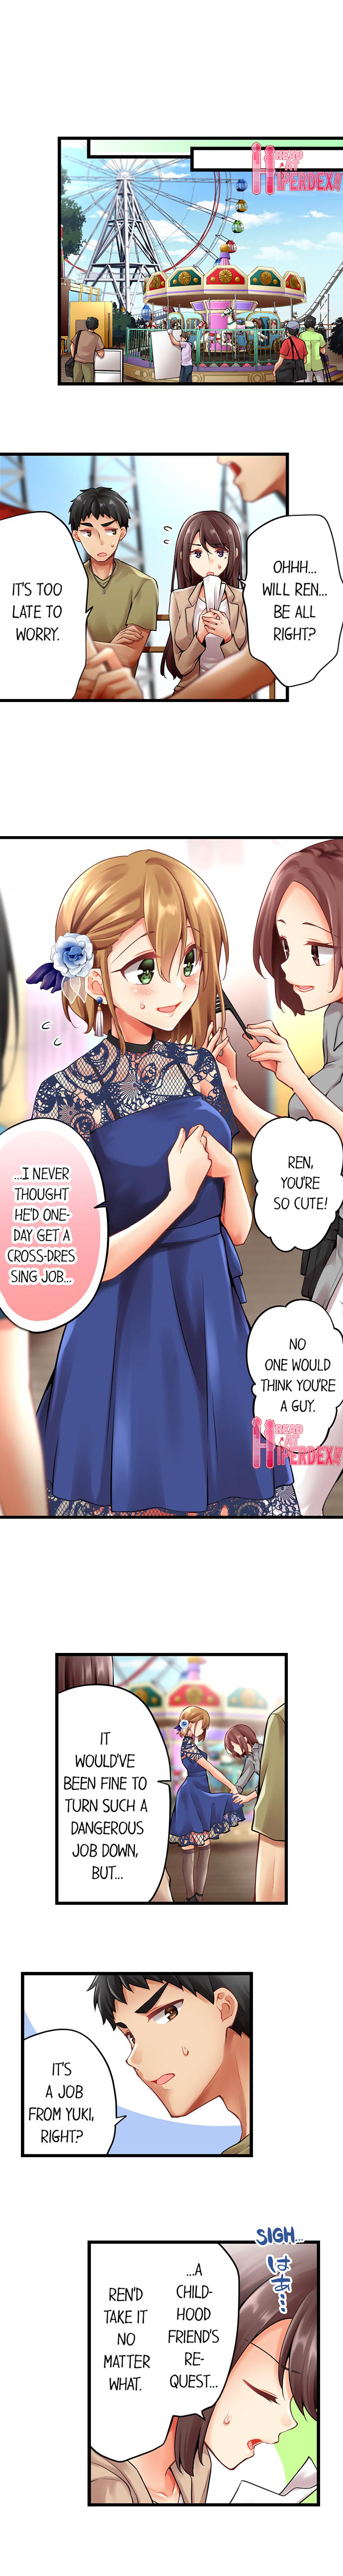 READ
AT
HIPERDEX
OHHH...
WILL REN...
BE ALL
RIGHT?
IT'S TOO
LATE TO
WORRY.
REN,
YOU'RE
SO CUTE!
...I NEVER
THOUGHT
HE'D ONE-
DAY GET A
CROSS-DRES
SING JOB...
NO
ONE WOULD
THINK YOU'RE
A GUY.
READ
AT
HIPERDEX
IT
WOULD'VE
BEEN FINE TO
TURN SUCH A
DANGEROUS
JOB DOWN,
BUT...
IT'S
A JOB
FROM YUKI,
RIGHT?
SIGH...
はあ…
...A
CHILD-
HOOD
FRIEND'S
RE-
QUEST...
REN'D
TAKE IT
NO
MATTER
WHAT.